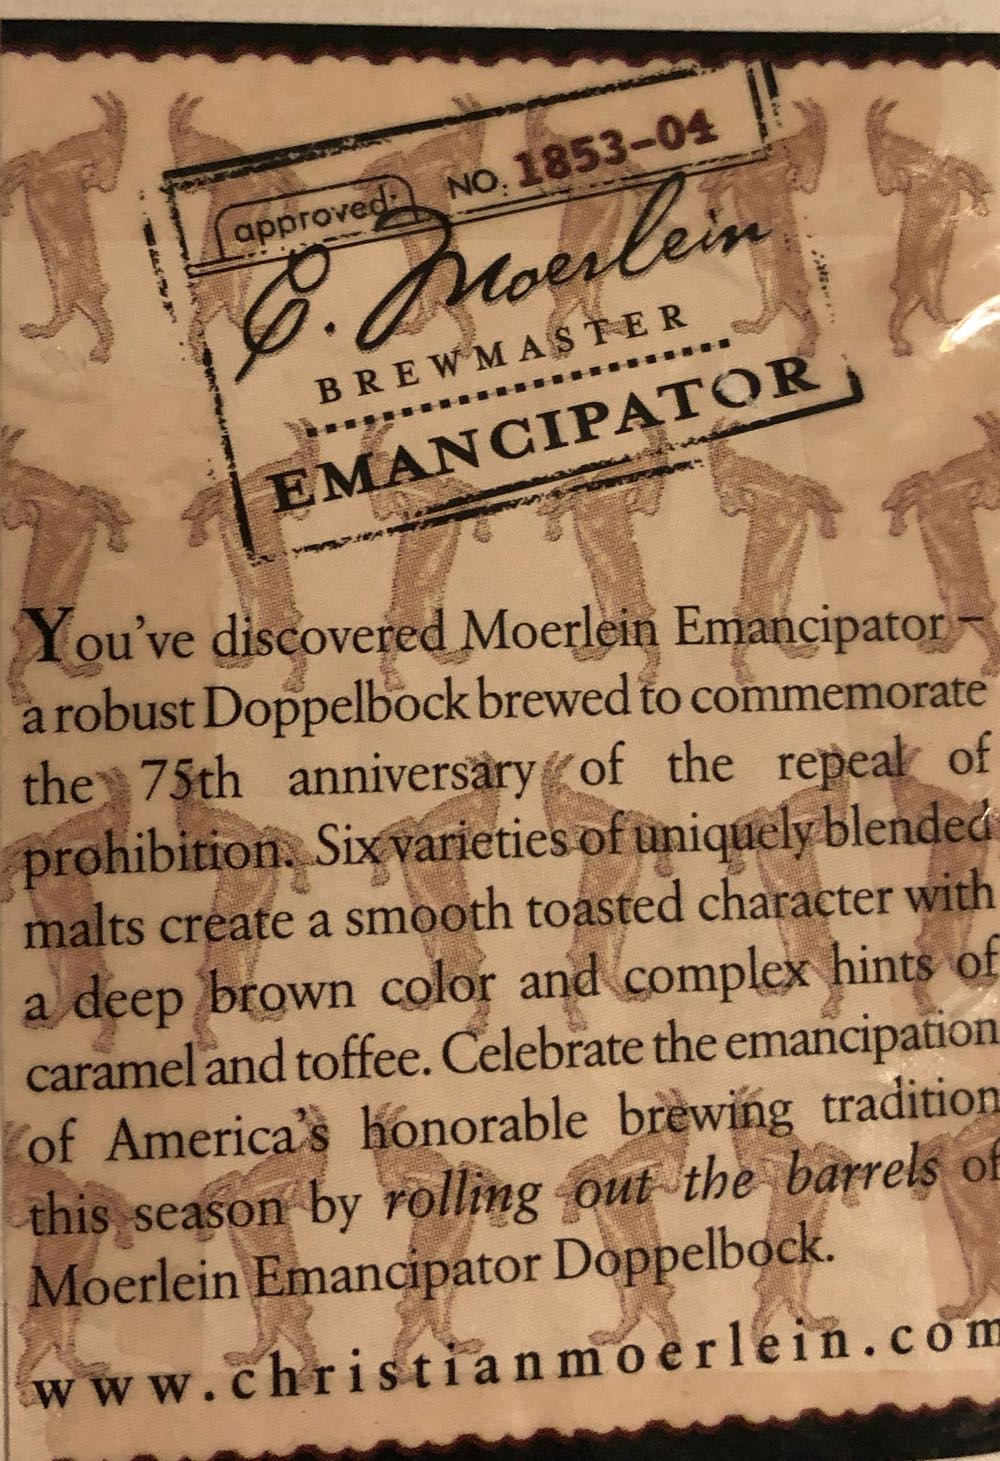 approved: NO. 1853-04
C. Moerlein
BREWMASTER
EMANCIPATOR
You've discovered Moerlein Emancipator –
a robust Doppelbock brewed to commemorate
the 75th anniversary of the repeal of
prohibition. Six varieties of uniquely blended
malts create a smooth toasted character with
a deep brown color and complex hints of
caramel and toffee. Celebrate the emancipation
of America's honorable brewing tradition
this season by rolling out the barrels of
Moerlein Emancipator Doppelbock.
www.christianmoerlein.com